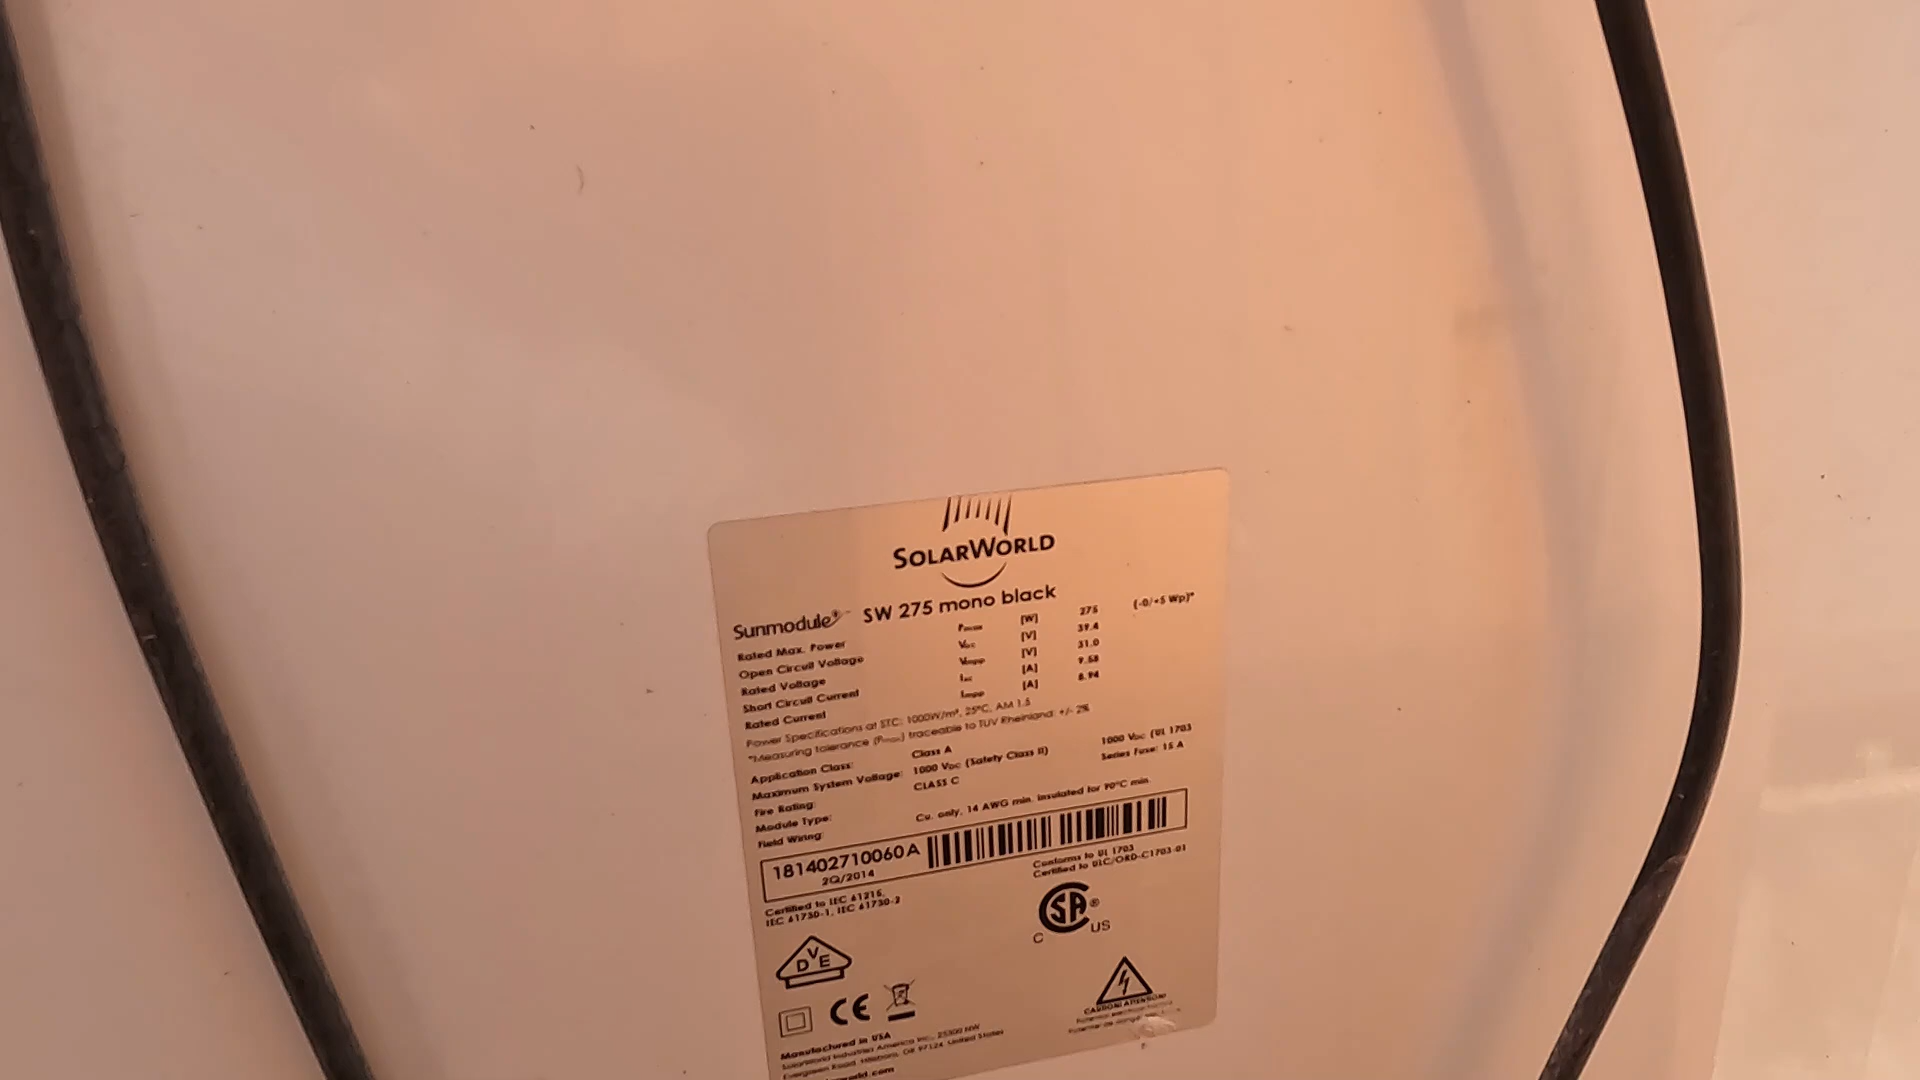 SOLARWORLD
Sunmodule® SW 275 mono black
Rated Max. Power Pmax [W] 275 (-0/+5 Wp)*
Open Circuit Voltage Voc [V] 39.4
Rated Voltage Vmpp [V] 31.0
Short Circuit Current Isc [A] 9.58
Rated Current Impp [A] 8.94
Power Specifications at STC: 1000W/m², 25°C, AM 1.5
*Measuring tolerance (Pmax) traceable to TUV Rheinland: +/- 2%
Application Class: Class A
Maximum System Voltage: 1000 VDC (Safety Class II) 1000 VDC (UL 1703
Fire Rating: CLASS C Series Fuse: 15 A
Module Type:
Field Wiring: Cu. only, 14 AWG min. insulated for 90°C min.
181402710060A
2Q/2014
Certified to IEC 61215,
IEC 61730-1, IEC 61730-2
Conforms to UL 1703
Certified to ULC/ORD-C1703-01
DVE
CSA®
C US
CE
CAUTION! ATTENTION!
Manufactured in USA
SolarWorld Industries America Inc., 25300 NW
Evergreen Road, Hillsboro, OR 97124, United States
world.com